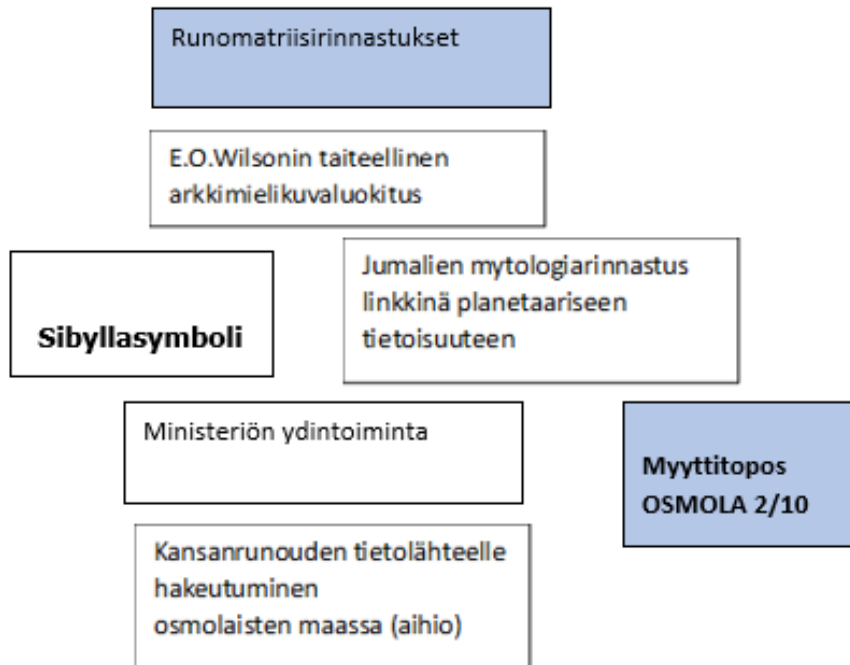 Runomatriisirinnastukset
E.O.Wilsonin taiteellinen
arkkimielikuvaluokitus
Jumalien mytologiarinnastus
linkkinä planetaariseen
tietoisuuteen
Sibyllasymboli
Ministeriön ydintoiminta
Myyttitopos
OSMOLA 2/10
Kansanrunouden tietolähteelle
hakeutuminen
osmolaisten maassa (aihio)